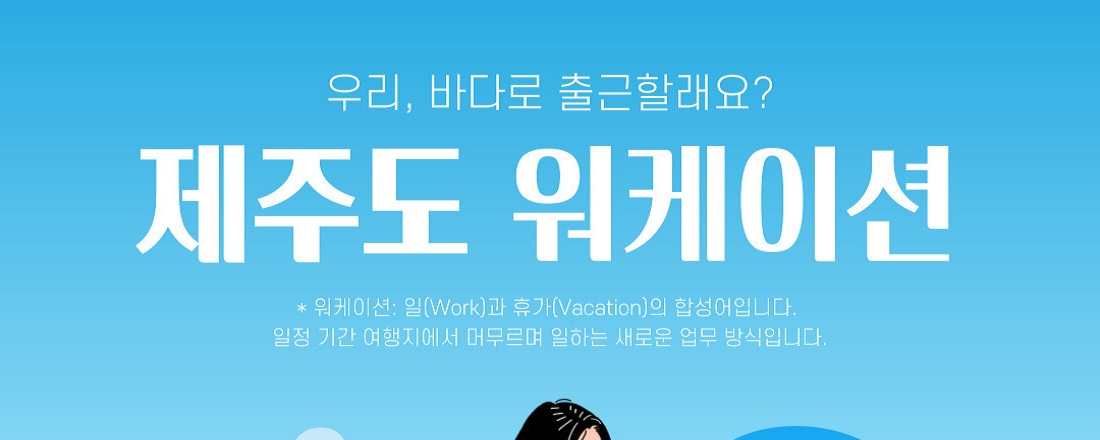 우리, 바다로 출근할래요?
제주도 워케이션
* 워케이션: 일(Work)과 휴가(Vacation)의 합성어입니다.
일정 기간 여행지에서 머무르며 일하는 새로운 업무 방식입니다.